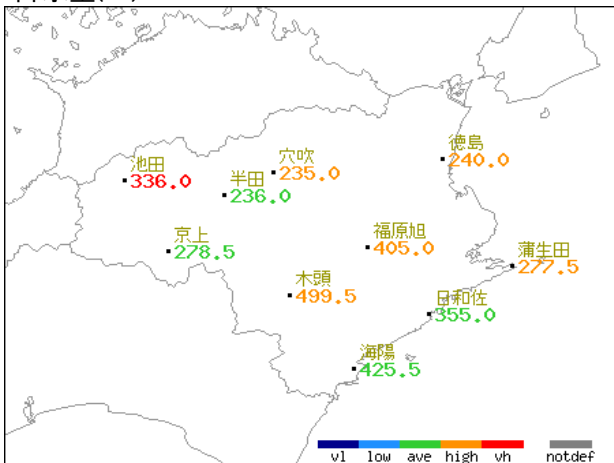 徳島
240.0
穴吹
235.0
池田
336.0
半田
236.0
京上
278.5
福原旭
405.0
蒲生田
277.5
木頭
499.5
日和佐
355.0
海陽
425.5
vl low ave high vh notdef